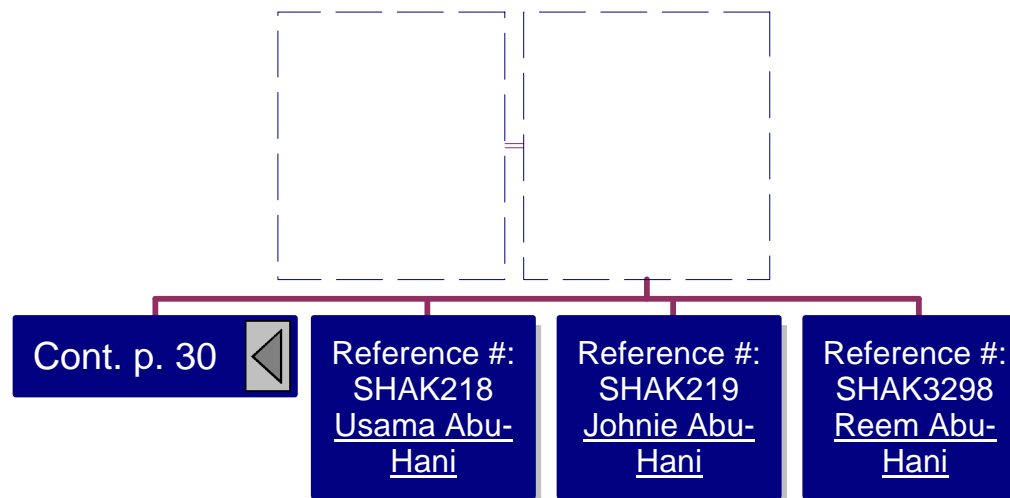 Cont. p. 30
Reference #:
SHAK218
Usama Abu-
Hani
Reference #:
SHAK219
Johnie Abu-
Hani
Reference #:
SHAK3298
Reem Abu-
Hani